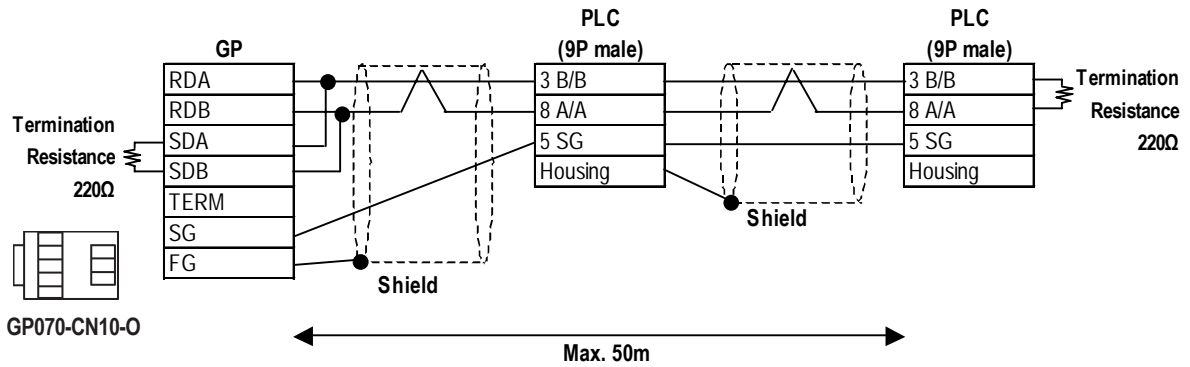 GP
RDA
RDB
SDA
SDB
TERM
SG
FG
Termination
Resistance
220Ω
GP070-CN10-O
Shield
PLC
(9P male)
3 B/B
8 A/A
5 SG
Housing
Shield
PLC
(9P male)
3 B/B
8 A/A
5 SG
Housing
Termination
Resistance
220Ω
Max. 50m